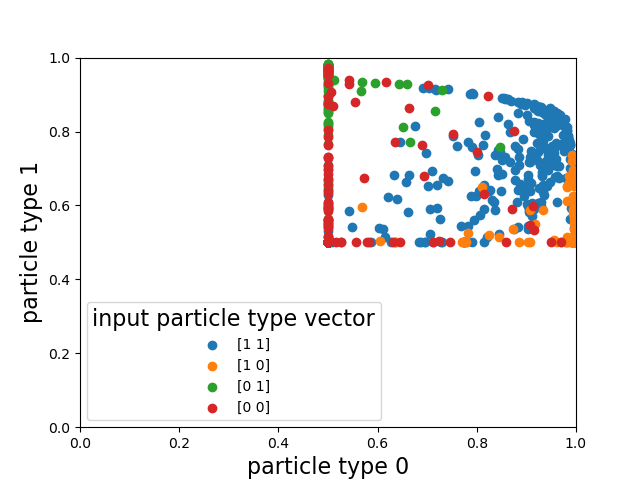 1.0
0.8
0.6
0.4
0.2
0.0
particle type 1
input particle type vector
[1 1]
[1 0]
[0 1]
[0 0]
0.0 0.2 0.4 0.6 0.8 1.0
particle type 0